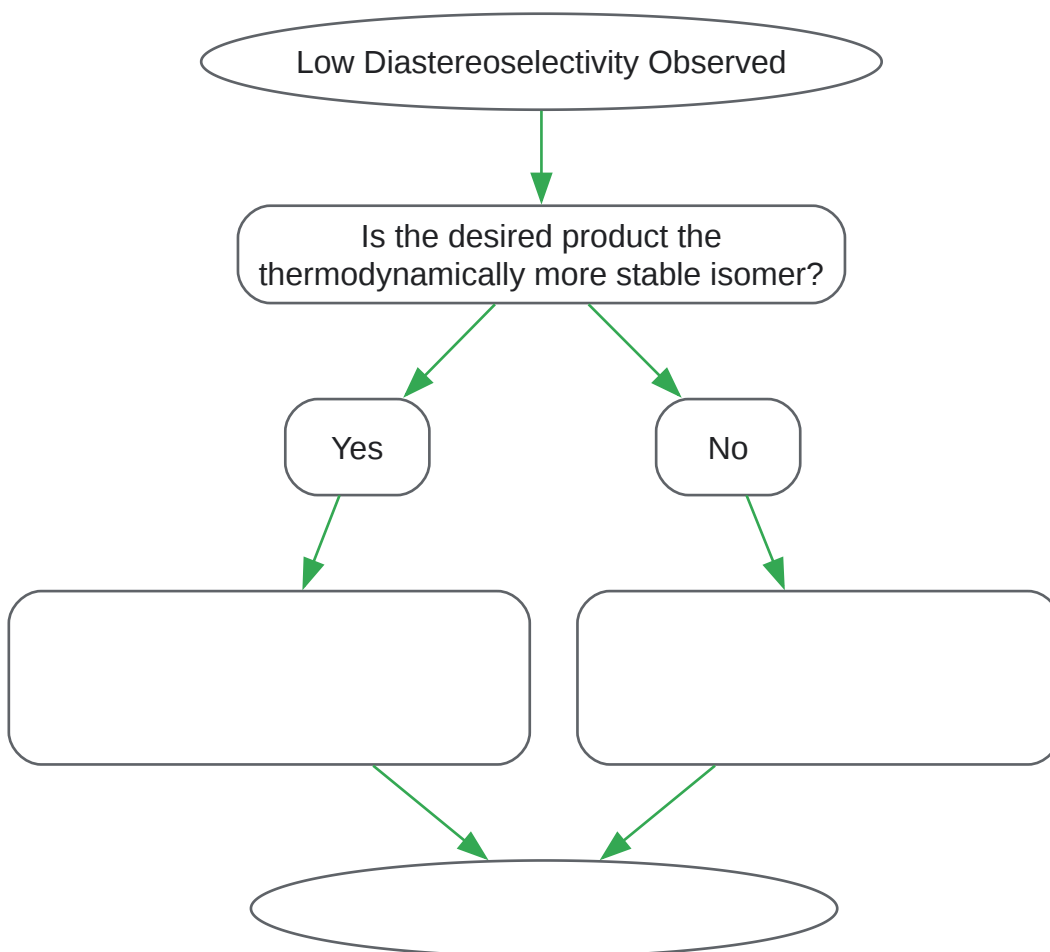 Low Diastereoselectivity Observed
Is the desired product the
thermodynamically more stable isomer?
Yes
No